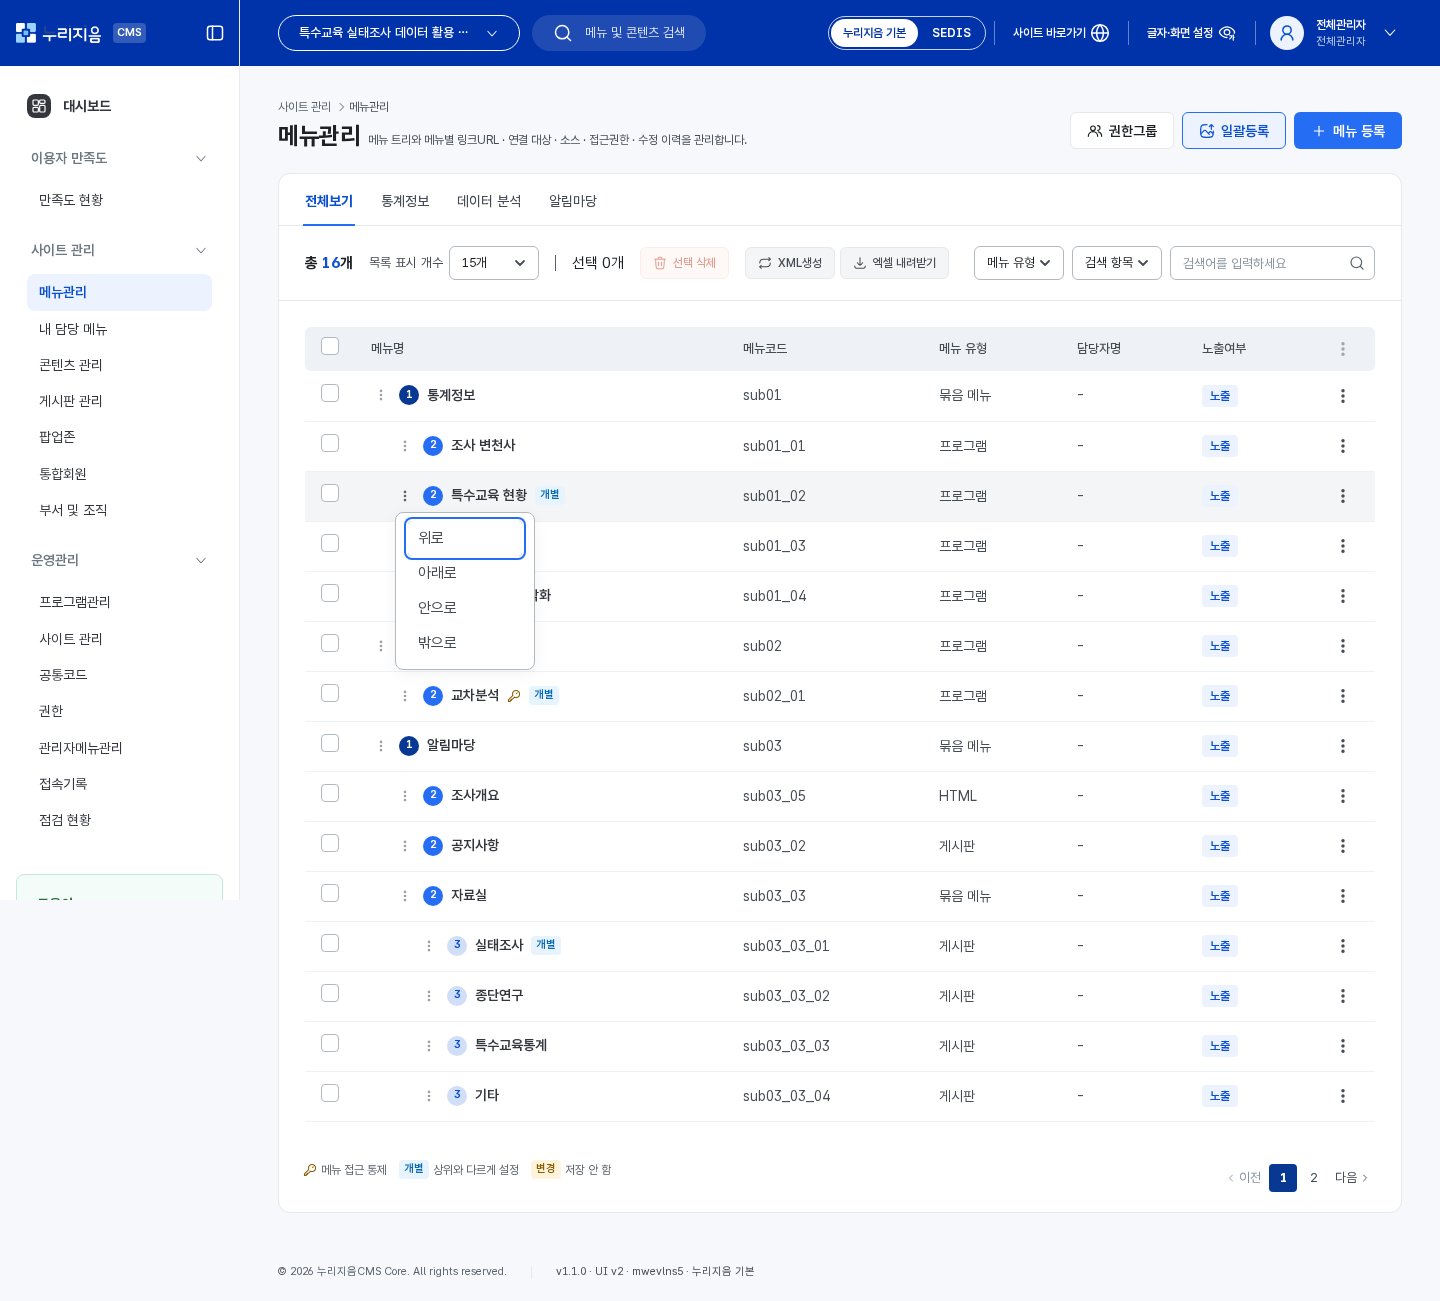 누리지음 CMS
특수교육 실태조사 데이터 활용 ···
메뉴 및 콘텐츠 검색
누리지음 기본 SEDIS
사이트 바로가기
글자·화면 설정
전체관리자
전체관리자
대시보드
이용자 만족도
만족도 현황
사이트 관리
메뉴관리
내 담당 메뉴
콘텐츠 관리
게시판 관리
팝업존
통합회원
부서 및 조직
운영관리
프로그램관리
사이트 관리
공통코드
권한
관리자메뉴관리
접속기록
점검 현황
사이트 관리 > 메뉴관리
메뉴관리 메뉴 트리와 메뉴별 링크URL · 연결 대상 · 소스 · 접근권한 · 수정 이력을 관리합니다.
권한그룹 일괄등록 메뉴 등록
전체보기 통계정보 데이터 분석 알림마당
총 16개 목록 표시 개수 15개 선택 0개 선택 삭제 XML생성 엑셀 내려받기 메뉴 유형 검색 항목 검색어를 입력하세요
메뉴명 메뉴코드 메뉴 유형 담당자명 노출여부
1 통계정보 sub01 묶음 메뉴 - 노출
2 조사 변천사 sub01_01 프로그램 - 노출
2 특수교육 현황 개별 sub01_02 프로그램 - 노출
위로
아래로
안으로
밖으로
sub01_03 프로그램 - 노출
화 sub01_04 프로그램 - 노출
sub02 프로그램 - 노출
2 교차분석 개별 sub02_01 프로그램 - 노출
1 알림마당 sub03 묶음 메뉴 - 노출
2 조사개요 sub03_05 HTML - 노출
2 공지사항 sub03_02 게시판 - 노출
2 자료실 sub03_03 묶음 메뉴 - 노출
3 실태조사 개별 sub03_03_01 게시판 - 노출
3 종단연구 sub03_03_02 게시판 - 노출
3 특수교육통계 sub03_03_03 게시판 - 노출
3 기타 sub03_03_04 게시판 - 노출
메뉴 접근 통제 개별 상위와 다르게 설정 변경 저장 안 함
이전 1 2 다음
© 2026 누리지음CMS Core. All rights reserved.
v1.1.0 · UI v2 · mwevlns5 · 누리지음 기본